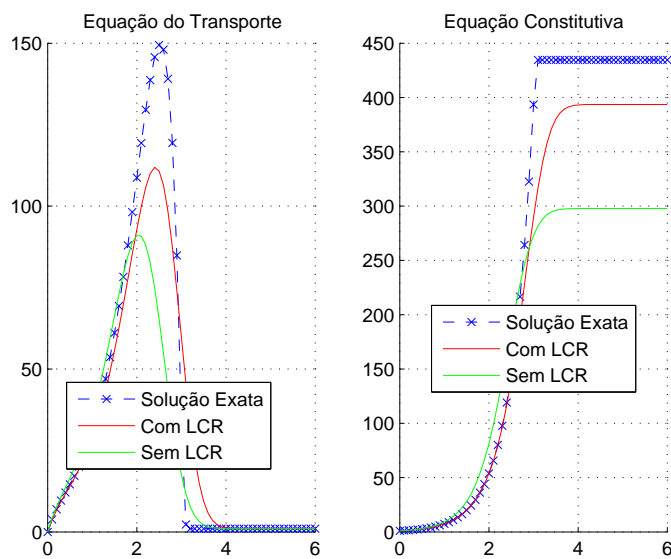 Equação do Transporte
150
100
50
0
0
2
4
6
Solução Exata
Com LCR
Sem LCR
Equação Constitutiva
450
400
350
300
250
200
150
100
50
0
0
2
4
6
Solução Exata
Com LCR
Sem LCR